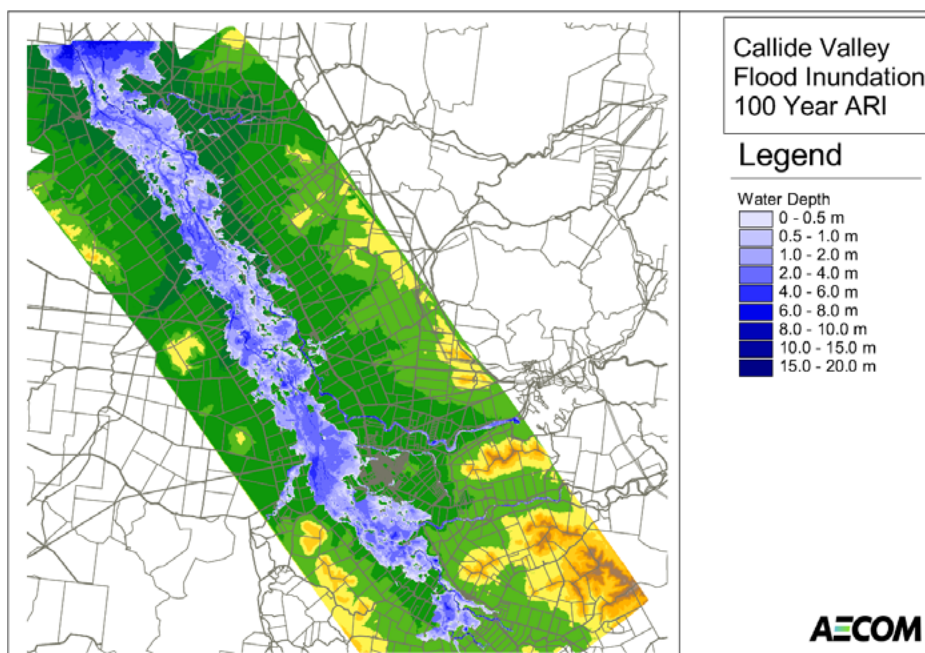 Callide Valley
Flood Inundation
100 Year ARI
Legend
Water Depth
0 - 0.5 m
0.5 - 1.0 m
1.0 - 2.0 m
2.0 - 4.0 m
4.0 - 6.0 m
6.0 - 8.0 m
8.0 - 10.0 m
10.0 - 15.0 m
15.0 - 20.0 m
AECOM